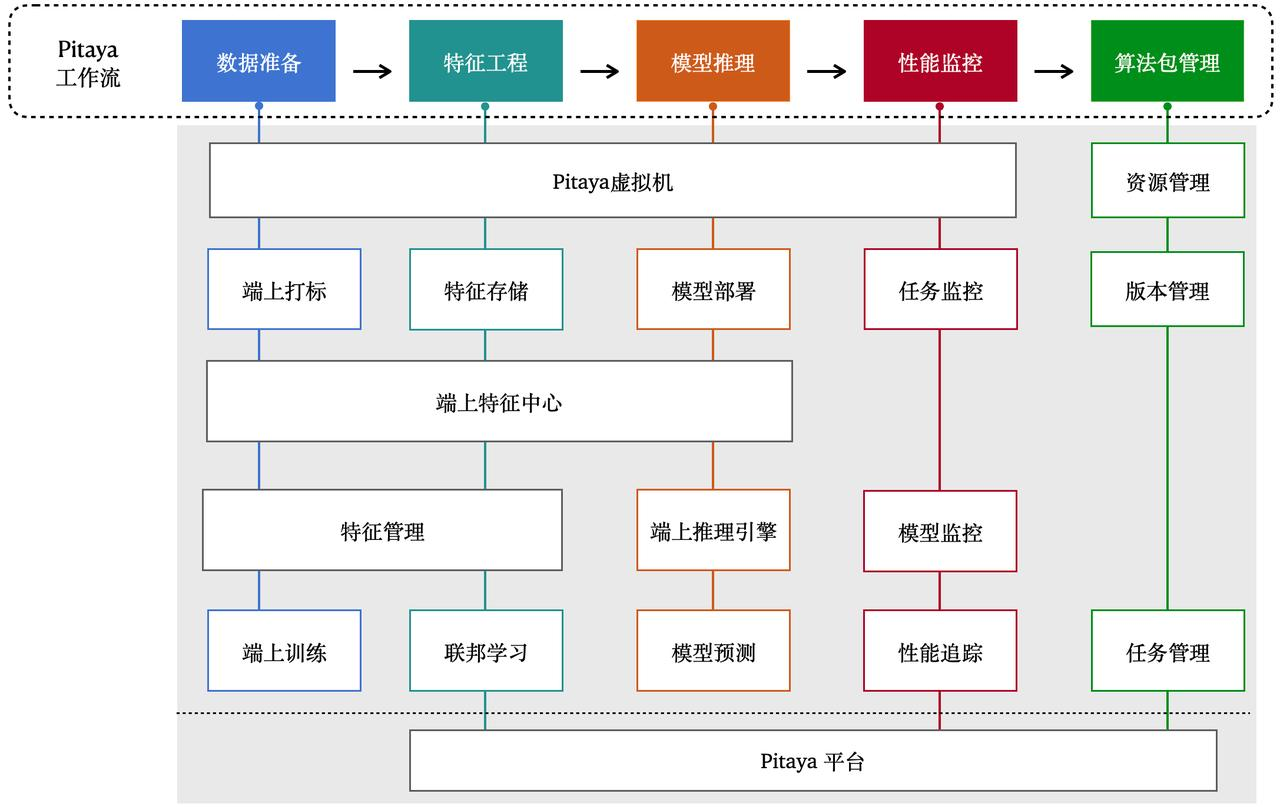 Pitaya
工作流
数据准备
特征工程
模型推理
性能监控
算法包管理
Pitaya虚拟机
资源管理
端上打标
特征存储
模型部署
任务监控
版本管理
端上特征中心
特征管理
端上推理引擎
模型监控
端上训练
联邦学习
模型预测
性能追踪
任务管理
Pitaya 平台